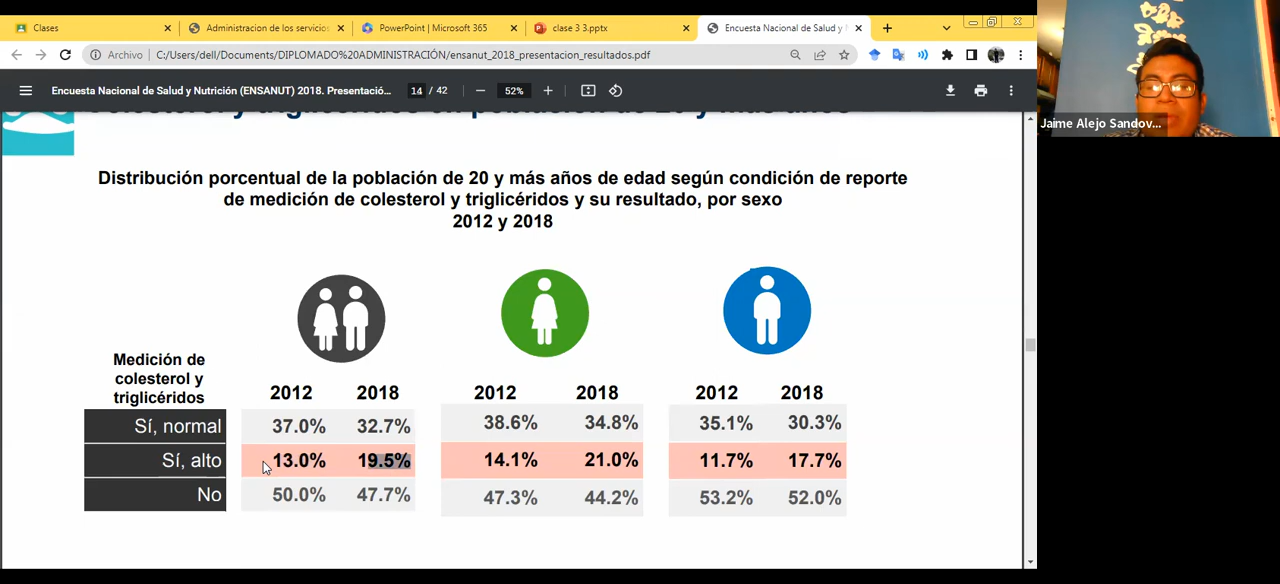 Clases
Administracion de los servicios
PowerPoint | Microsoft 365
clase 3 3.pptx
Encuesta Nacional de Salud y
Archivo
C:/Users/dell/Documents/DIPLOMADO%20ADMINISTRACIÓN/ensanut_2018_presentacion_resultados.pdf
Encuesta Nacional de Salud y Nutrición (ENSANUT) 2018. Presentació...
14 / 42
52%
Jaime Alejo Sandov...
Distribución porcentual de la población de 20 y más años de edad según condición de reporte
de medición de colesterol y triglicéridos y su resultado, por sexo
2012 y 2018
Medición de
colesterol y
triglicéridos
2012 2018 2012 2018 2012 2018
Sí, normal 37.0% 32.7% 38.6% 34.8% 35.1% 30.3%
Sí, alto 13.0% 19.5% 14.1% 21.0% 11.7% 17.7%
No 50.0% 47.7% 47.3% 44.2% 53.2% 52.0%